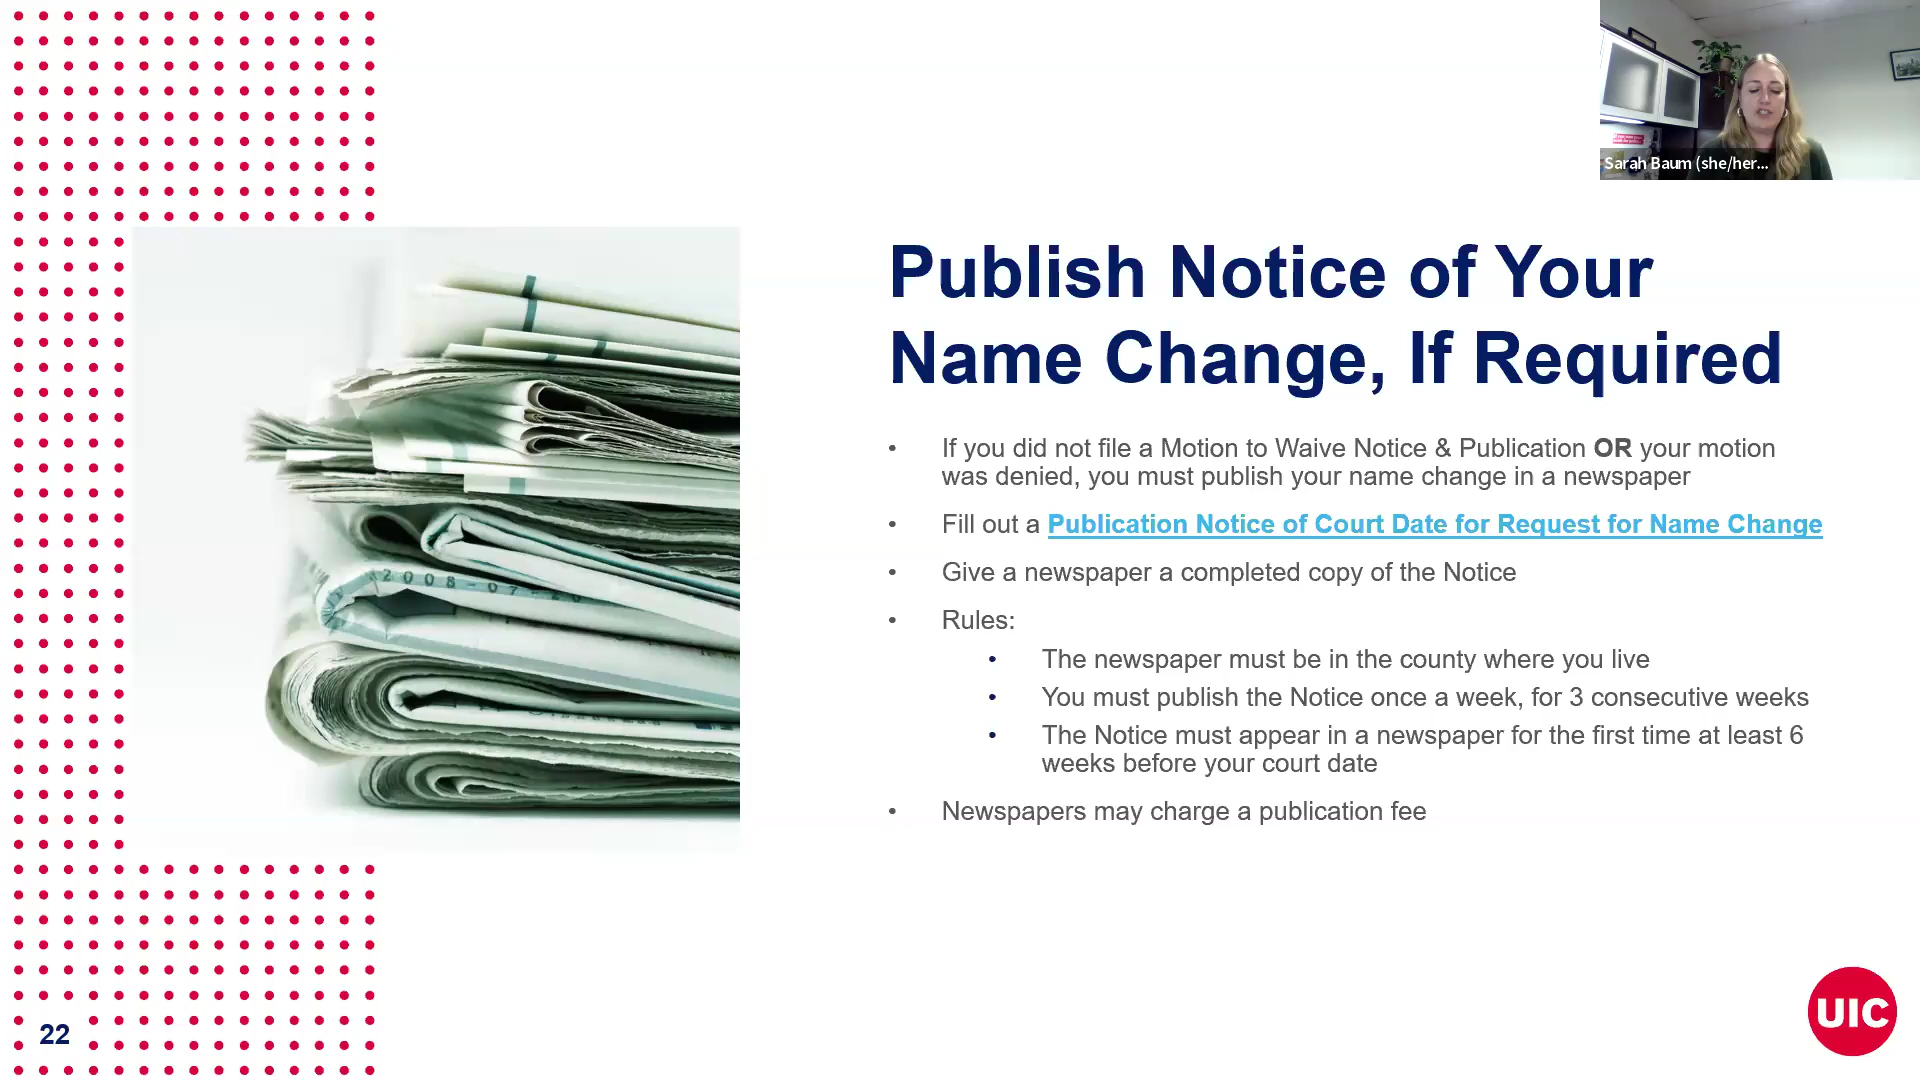 Sarah Baum (she/her...
Publish Notice of Your
Name Change, If Required
• If you did not file a Motion to Waive Notice & Publication OR your motion
was denied, you must publish your name change in a newspaper
• Fill out a Publication Notice of Court Date for Request for Name Change
• Give a newspaper a completed copy of the Notice
• Rules:
• The newspaper must be in the county where you live
• You must publish the Notice once a week, for 3 consecutive weeks
• The Notice must appear in a newspaper for the first time at least 6
weeks before your court date
• Newspapers may charge a publication fee
22
UIC